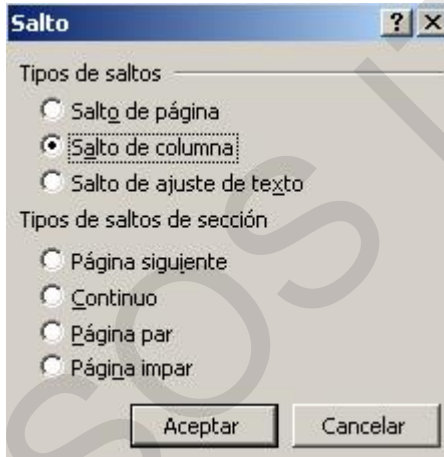 Salto
Tipos de saltos
Salto de página
Salto de columna
Salto de ajuste de texto
Tipos de saltos de sección
Página siguiente
Continuo
Página par
Página impar
Aceptar
Cancelar